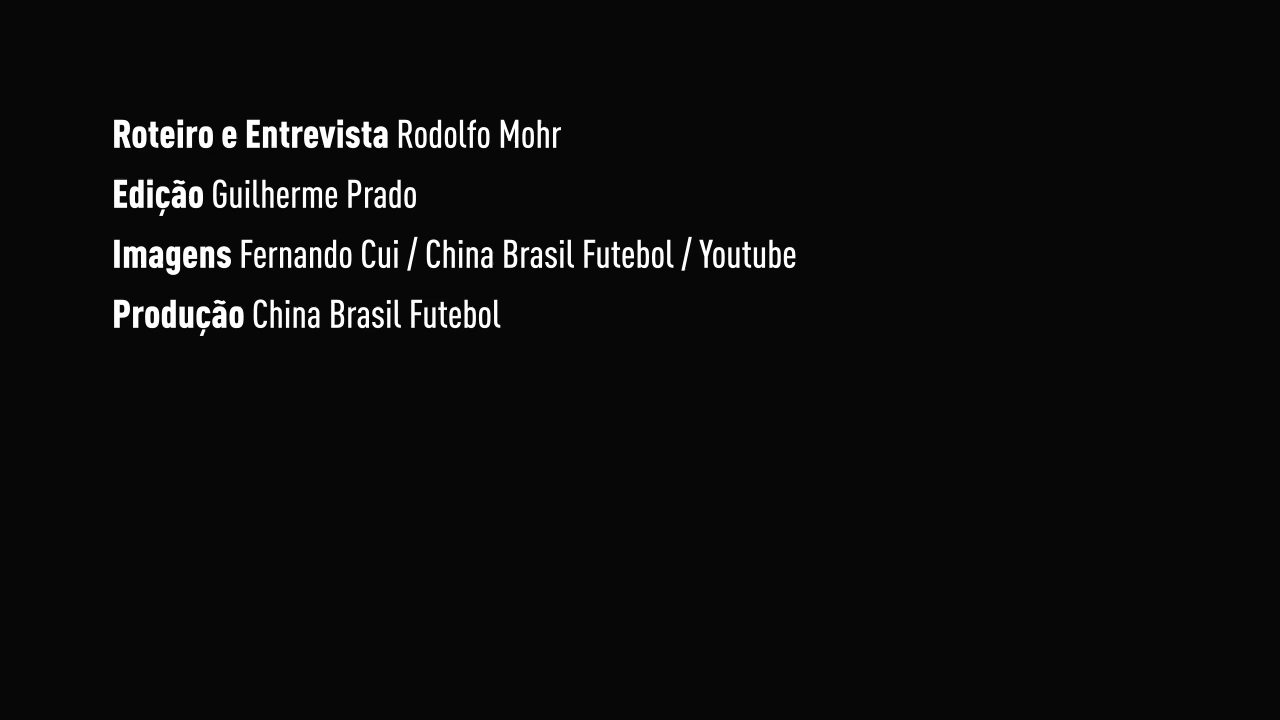 Roteiro e Entrevista Rodolfo Mohr
Edição Guilherme Prado
Imagens Fernando Cui / China Brasil Futebol / Youtube
Produção China Brasil Futebol